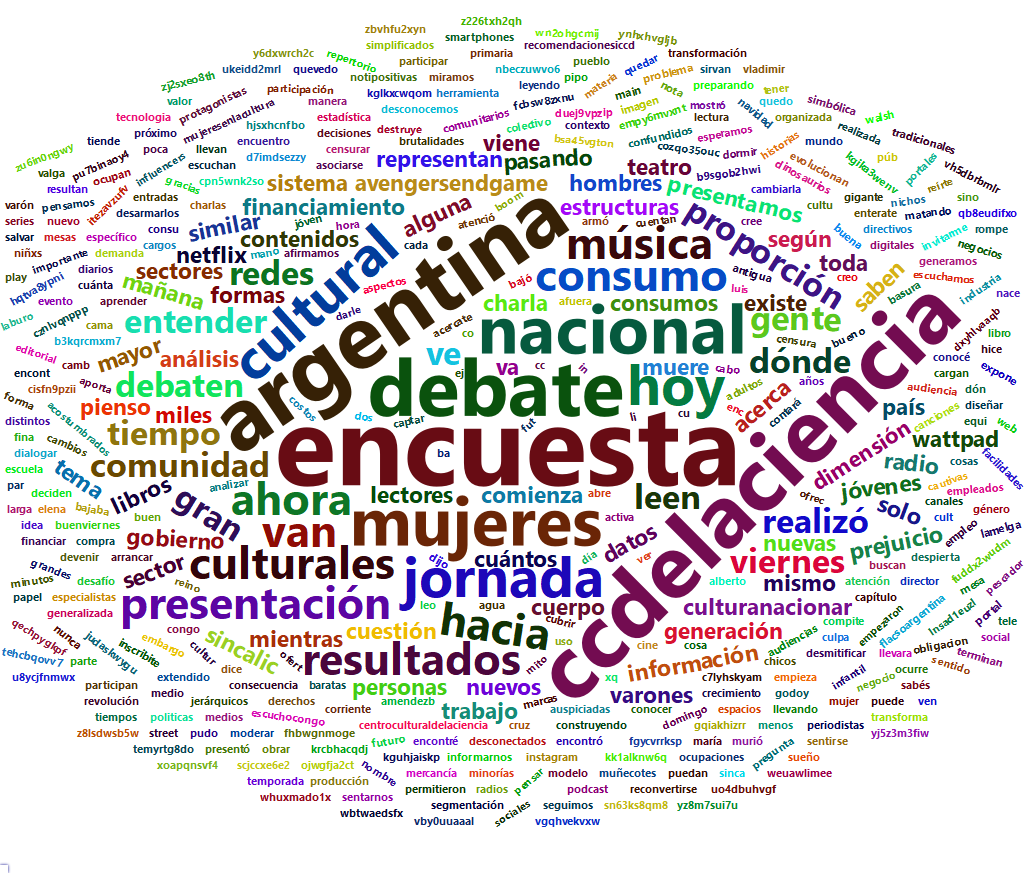 z226txh2qh
zbvhfu2xyn smartphones wn2ohgcmij
simplificados recomendacionesiccd ynhxhvgljb
y6dxwrch2c repertorio participar primaria pueblo transformación
zj2sxeo8th ukeidd2mrl quevedo notipositivas miramos nbeczuwvo6 pipo materia quedar problema sirvan vladimir
valor protagonistas participación kglkxcwqom herramienta leyendo main nota preparando tener
tecnología mujeresenlacultura hjsxhcnfbo manera estadística comunitarios fcbsw8zxnu duej9vpzip imagen empy6mvxnt mostró navidad quedo simbólica
tiende próximo encuentro decisiones destruye desconocemos colectivo contexto lectura organizada walsh
zu6in0ngwy pu7binaoy4 poca llevan censurar brutalidades viene bsa45vgton confundidos esperamos historias mundo realizada tradicionales
valga ocupan influencers escuchan d7imdsezzy asociarse representan pasando teatro cozqo35ouc dormir dinosaurios evolucionan púb kgika3wenv portales
resultan itezavzufv gracias cpn5wnk2so sistema avengersendgame hombres presentamos b9sgob2hwi cambiarla nichos vh5dbrbmlr
varón pensamos entradas charlas financiamiento alguna boom estructuras proporción cultu gigante reirte sino
series nuevo desarmarlos jóven hora atenció armó cuentan cree según enterate matando qb8eudifxo
salvar mesas específico consu similar contenidos afirmamos cada música toda buena directivos rompe
niñxs importante demanda cargos netflix mano cultural argentina antigua digitales invitarme negocios
play diarios sectores redes aspectos bajó consumo luis creo saben generamos
hqtva8ypni cuánta mañana formas darle charla afuera consumos existe basura escuchamos industria nace
laburo evento aprender entender acercate co nacional gente censura bueno dxyhlvaacb libro
cznlvqnppp cama b3kqrcmxm7 mayor análisis ve ej va cc in muere cabo dónde conocé hice
editorial camb debaten debate hoy adultos años cargan expone
encont cisfn9pzii aporta pienso miles costos dos captar fut li cu enc acerca contará país audiencia dón
forma acostumbrados tiempo encuesta canciones diseñar
distintos fina cambios comunidad ba dimensión wattpad equi web
dialogar tema analizar ccdelaciencia radio cosas facilidades
escuela libros gran lectores comienza abre leen ofrec jóvenes cautivas empleados
par deciden ahora solo canales género
larga elena bajaba buen van mujeres activa datos realizó cult empleo lamelga
idea buenviernes gobierno dijo cuántos día ver nuevas prejuicio despierta
financiar compra culturales viernes buscan fuddx2wudm
devenir arrancar sector jornada alberto mismo atención director mesa pescador
minutos grandes desafío reino leo agua cuerpo culturanacionar capítulo
papel especialistas presentación compite flacsoargentina lnsad1euzl portal
generalizada congo cuestión hacia cubrir generación audiencias culpa empezaron tele
qechpygkpf nunca judeskwygu inscribite embargo sincalic mientras uso cine cosa desmitificar obligacion social
tehcbqovv7 parte cultur ofert resultados mito información chicos infantil llevara sentido terminan
u8ycjfnmwx extendido dice xq c7lyhskyam empieza negocio ocurre
participan medio consecuencia baratas personas nuevos marcas varones crecimiento godoy sabés
revolución jerárquicos derechos amendezb trabajo mujer puede ven
tiempos politicas medios escuchocongo corriente auspiciadas conocer domingo espacios llevando transforma
z8lsdwsb5w street pudo moderar fhbwgnmoge centroculturaldelaciencia cruz construyendo gqiakhizrr menos periodistas yj5z3m3fiw
temyrtg8do presentó obrar krcbhacqdj futuro encontré desconectados encontró fgycvrrksp maría murió pregunta sentirse
xoapqnsvf4 scjccxe6e2 ojwgfja2ct nombre kguhjaiskp informarnos instagram kk1alknw6q ocupaciones sueño
temporada producción mercancía minorías pensar modelo muñecotes puedan sinca weuawlimee
whuxmado1x sentarnos permitieron radios podcast reconvertirse uo4dbuhvgf
wbtwaedsfx segmentación sociales seguimos sn63ks8qm8 yz8m7sui7u
vby0uuaaal vgqhvekvxw